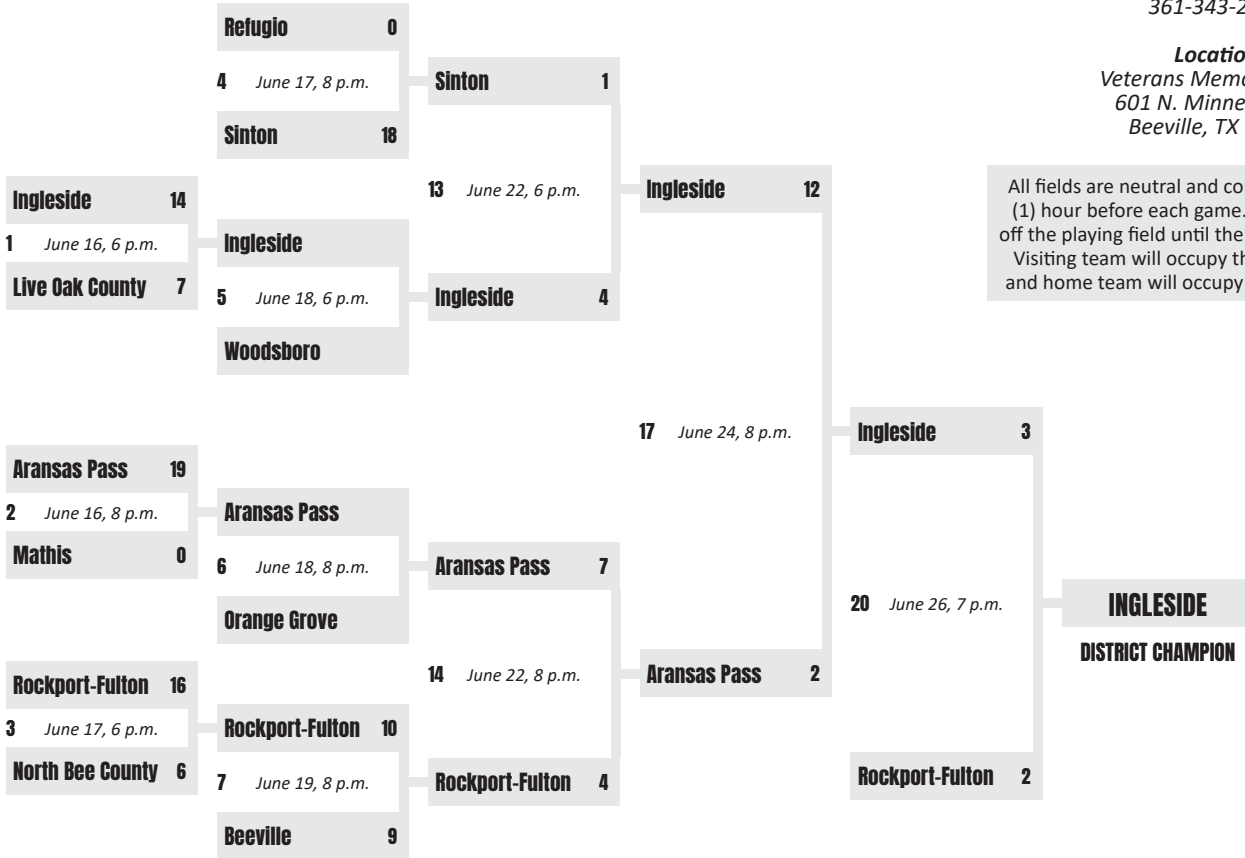 361-343-2
Locatio
Veterans Memo
601 N. Minne
Beeville, TX
All fields are neutral and co
(1) hour before each game.
off the playing field until the
Visiting team will occupy th
and home team will occupy
Refugio 0
4 June 17, 8 p.m.
Sinton 18
Ingleside 14
1 June 16, 6 p.m.
Live Oak County 7
Ingleside
5 June 18, 6 p.m.
Woodsboro
Sinton 1
13 June 22, 6 p.m.
Ingleside 4
Aransas Pass 19
2 June 16, 8 p.m.
Mathis 0
Aransas Pass
6 June 18, 8 p.m.
Orange Grove
Rockport-Fulton 16
3 June 17, 6 p.m.
North Bee County 6
Rockport-Fulton 10
7 June 19, 8 p.m.
Beeville 9
Aransas Pass 7
14 June 22, 8 p.m.
Rockport-Fulton 4
Ingleside 12
17 June 24, 8 p.m.
Aransas Pass 2
Ingleside 3
20 June 26, 7 p.m.
Rockport-Fulton 2
INGLESIDE
DISTRICT CHAMPION